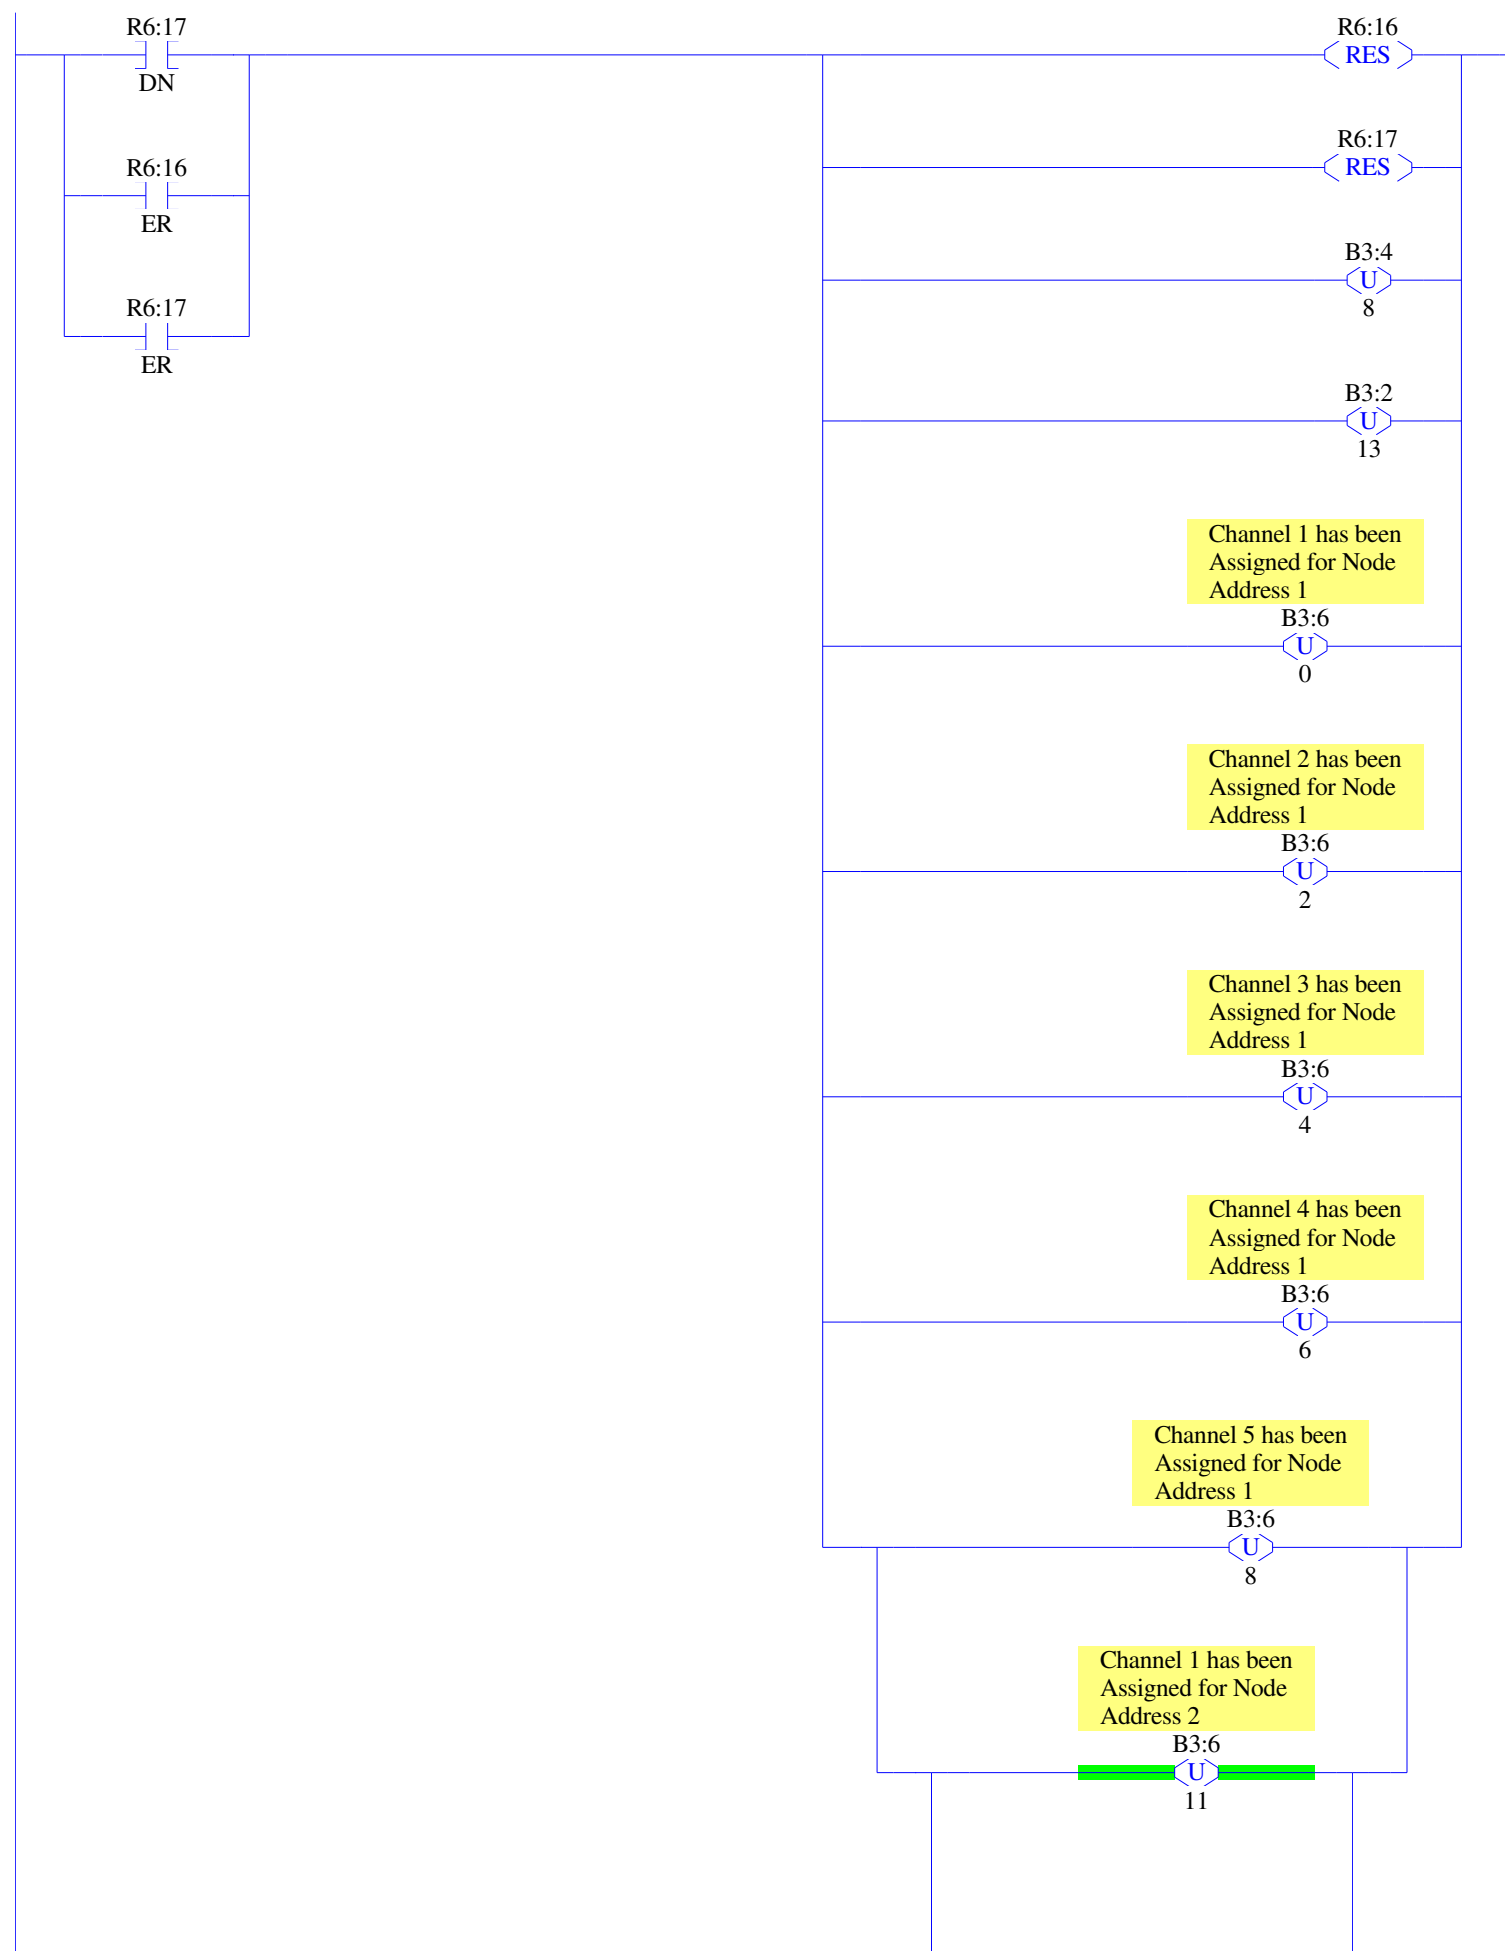 R6:17
DN
R6:16
ER
R6:17
ER
R6:16
RES
R6:17
RES
B3:4
U
8
B3:2
U
13
Channel 1 has been
Assigned for Node
Address 1
B3:6
U
0
Channel 2 has been
Assigned for Node
Address 1
B3:6
U
2
Channel 3 has been
Assigned for Node
Address 1
B3:6
U
4
Channel 4 has been
Assigned for Node
Address 1
B3:6
U
6
Channel 5 has been
Assigned for Node
Address 1
B3:6
U
8
Channel 1 has been
Assigned for Node
Address 2
B3:6
U
11